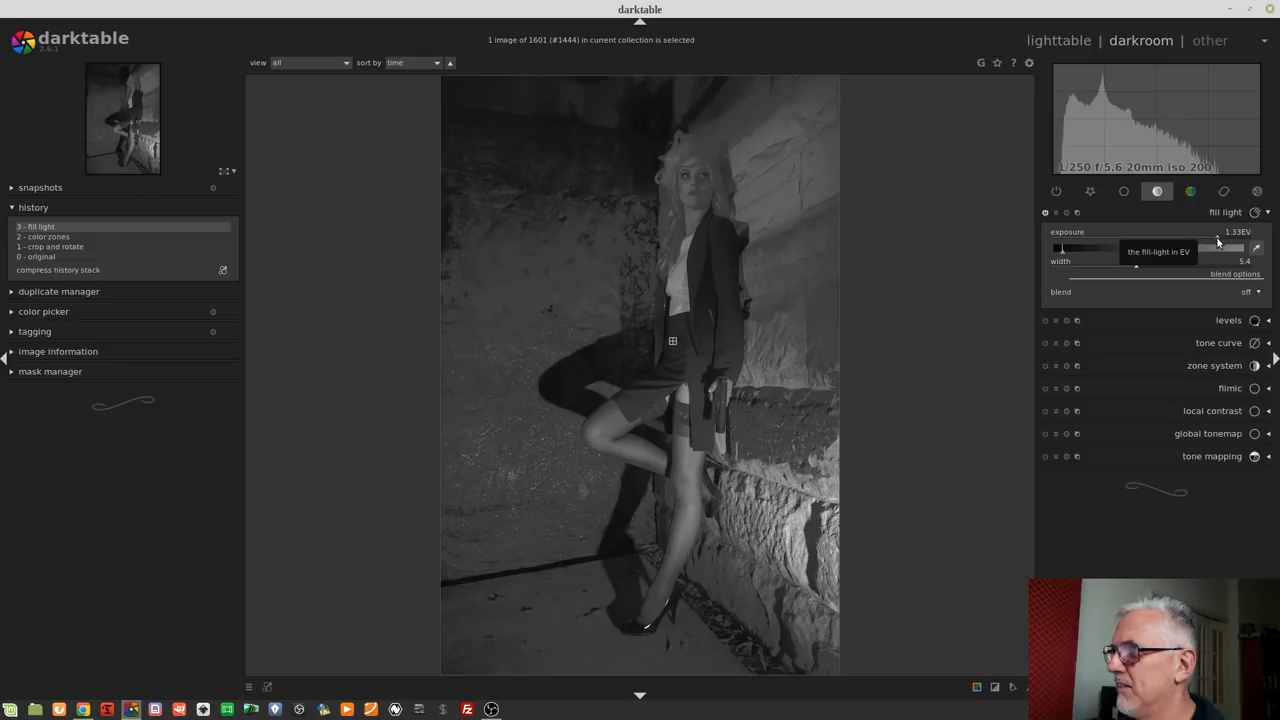 darktable
darktable
2.6.1
1 image of 1601 (#1444) in current collection is selected
lighttable | darkroom | other
view all sort by time
G ☆ ?
1/250 f/5.6 20mm iso 200
snapshots
history
3 - fill light
2 - color zones
1 - crop and rotate
0 - original
compress history stack
duplicate manager
color picker
tagging
image information
mask manager
fill light
exposure 1.33EV
the fill-light in EV
width 5.4
blend options
blend off
levels
tone curve
zone system
filmic
local contrast
global tonemap
tone mapping